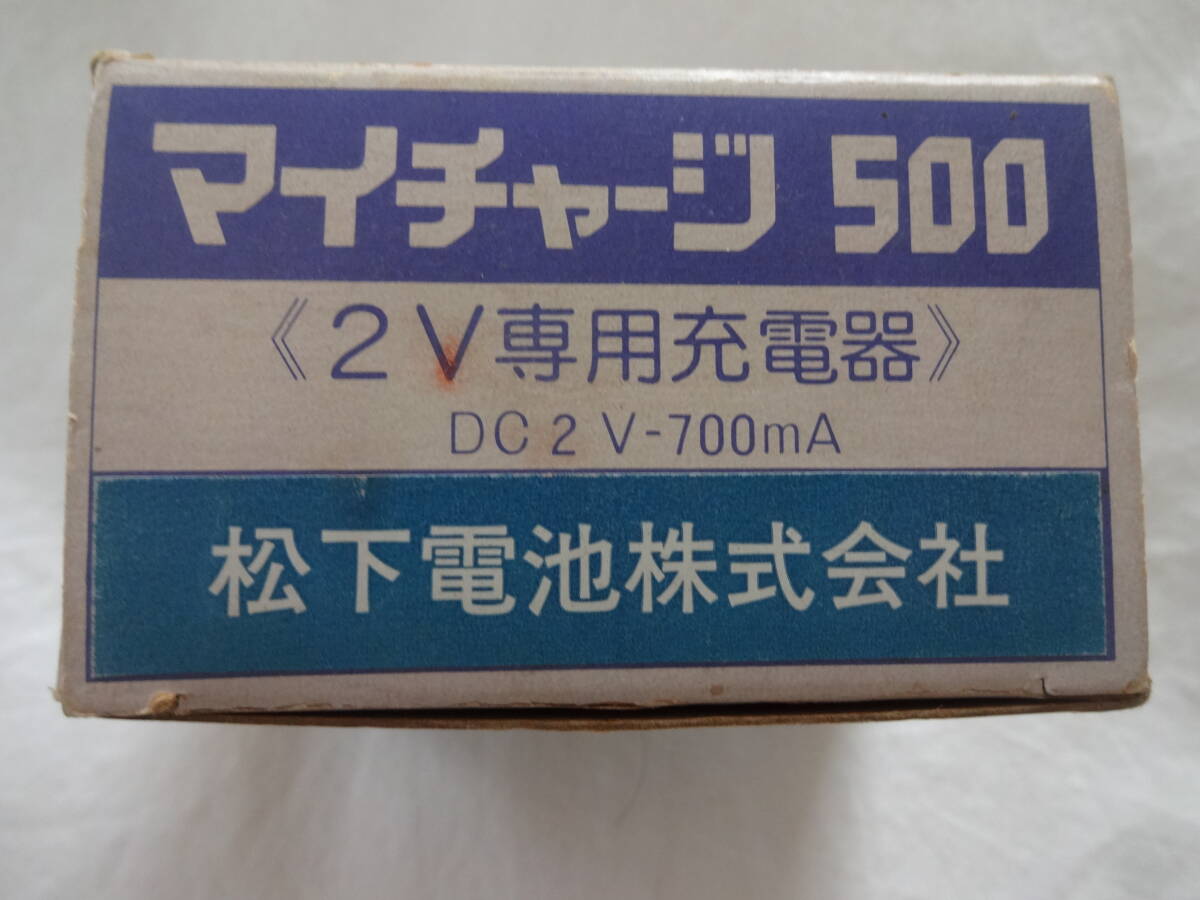 マイチャージ 500
《2V専用充電器》
DC 2 V-700mA
松下電池株式会社